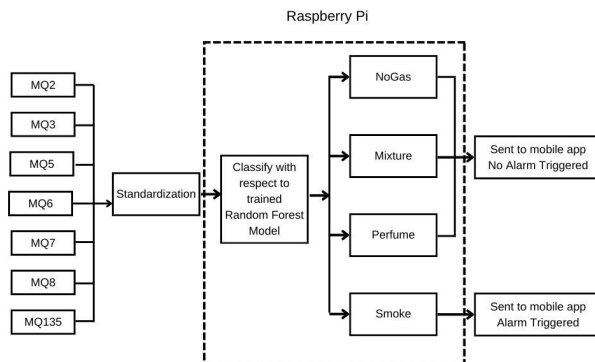 Raspberry Pi
MQ2
MQ3
MQ5
MQ6
MQ7
MQ8
MQ135
Standardization
Classify with
respect to
trained
Random Forest
Model
NoGas
Mixture
Perfume
Smoke
Sent to mobile app
No Alarm Triggered
Sent to mobile app
Alarm Triggered